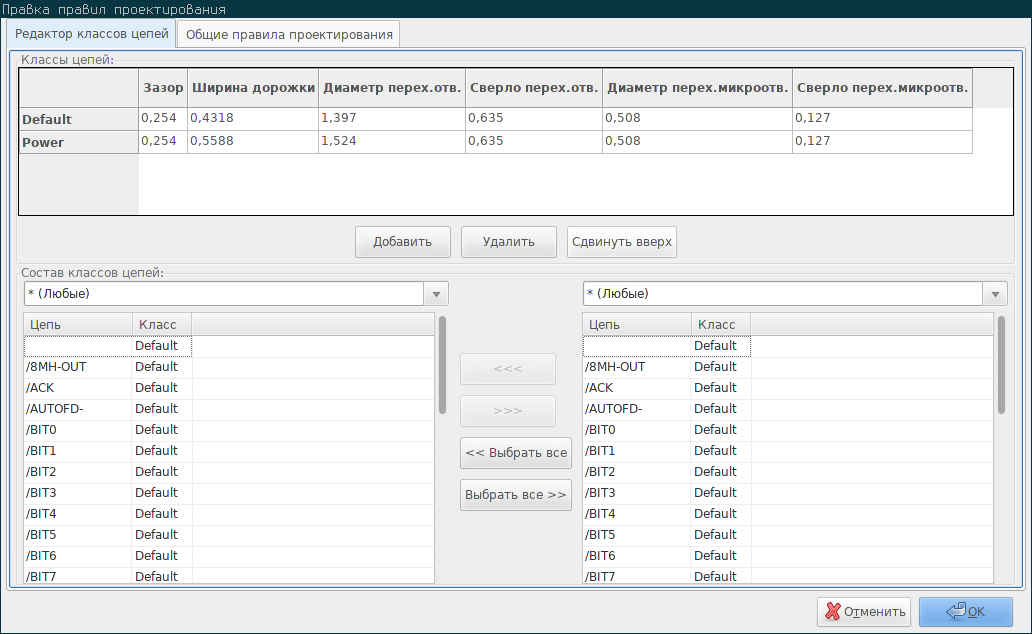 Правка правил проектирования
Редактор классов цепей Общие правила проектирования
Классы цепей:
Зазор Ширина дорожки Диаметр перех.отв. Сверло перех.отв. Диаметр перех.микроотв. Сверло перех.микроотв.
Default 0,254 0,4318 1,397 0,635 0,508 0,127
Power 0,254 0,5588 1,524 0,635 0,508 0,127
Добавить Удалить Сдвинуть вверх
Состав классов цепей:
* (Любые) * (Любые)
Цепь Класс Цепь Класс
Default Default
/8MH-OUT Default /8MH-OUT Default
/ACK Default <<< /ACK Default
/AUTOFD- Default >>> /AUTOFD- Default
/BIT0 Default /BIT0 Default
/BIT1 Default << Выбрать все /BIT1 Default
/BIT2 Default /BIT2 Default
/BIT3 Default Выбрать все >> /BIT3 Default
/BIT4 Default /BIT4 Default
/BIT5 Default /BIT5 Default
/BIT6 Default /BIT6 Default
/BIT7 Default /BIT7 Default
Отменить OK